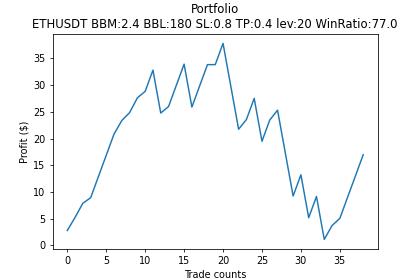 Portfolio
ETHUSDT BBM:2.4 BBL:180 SL:0.8 TP:0.4 lev:20 WinRatio:77.0
35
30
25
20
15
10
5
0
Profit ($)
0 5 10 15 20 25 30 35
Trade counts